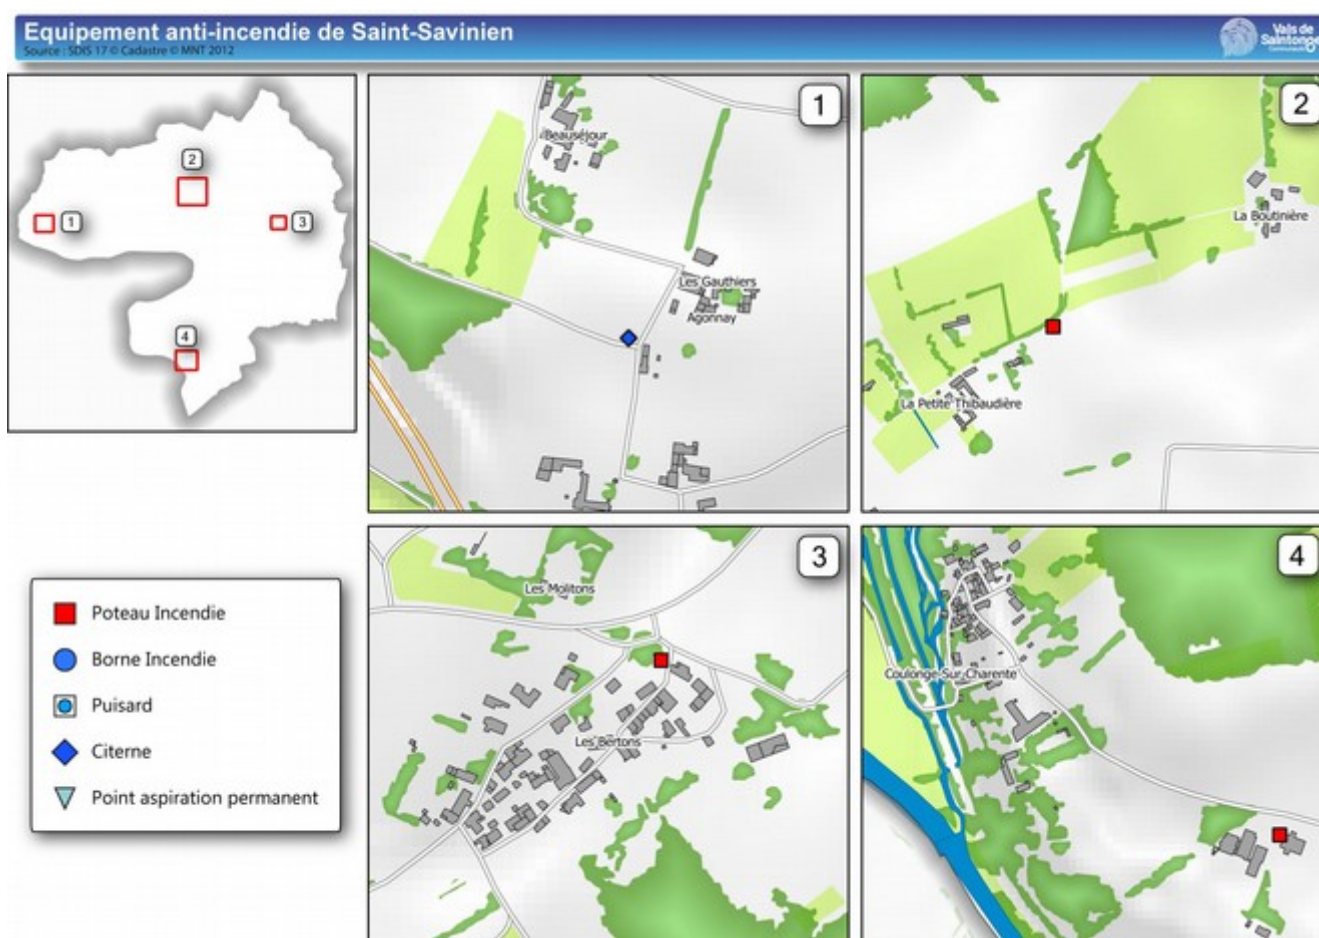 Equipement anti-incendie de Saint-Savinien
Source : SDIS 17 © Cadastre © MNT 2012
Vals de
Saintonge
Communauté
1
2
3
4
1
Beauséjour
Les Gauthiers
Agonnay
2
La Boutinière
La Petite Thibaudière
Poteau Incendie
Borne Incendie
Puisard
Citerne
Point aspiration permanent
3
Les Molitons
Les Bertons
4
Coulonge-Sur-Charente